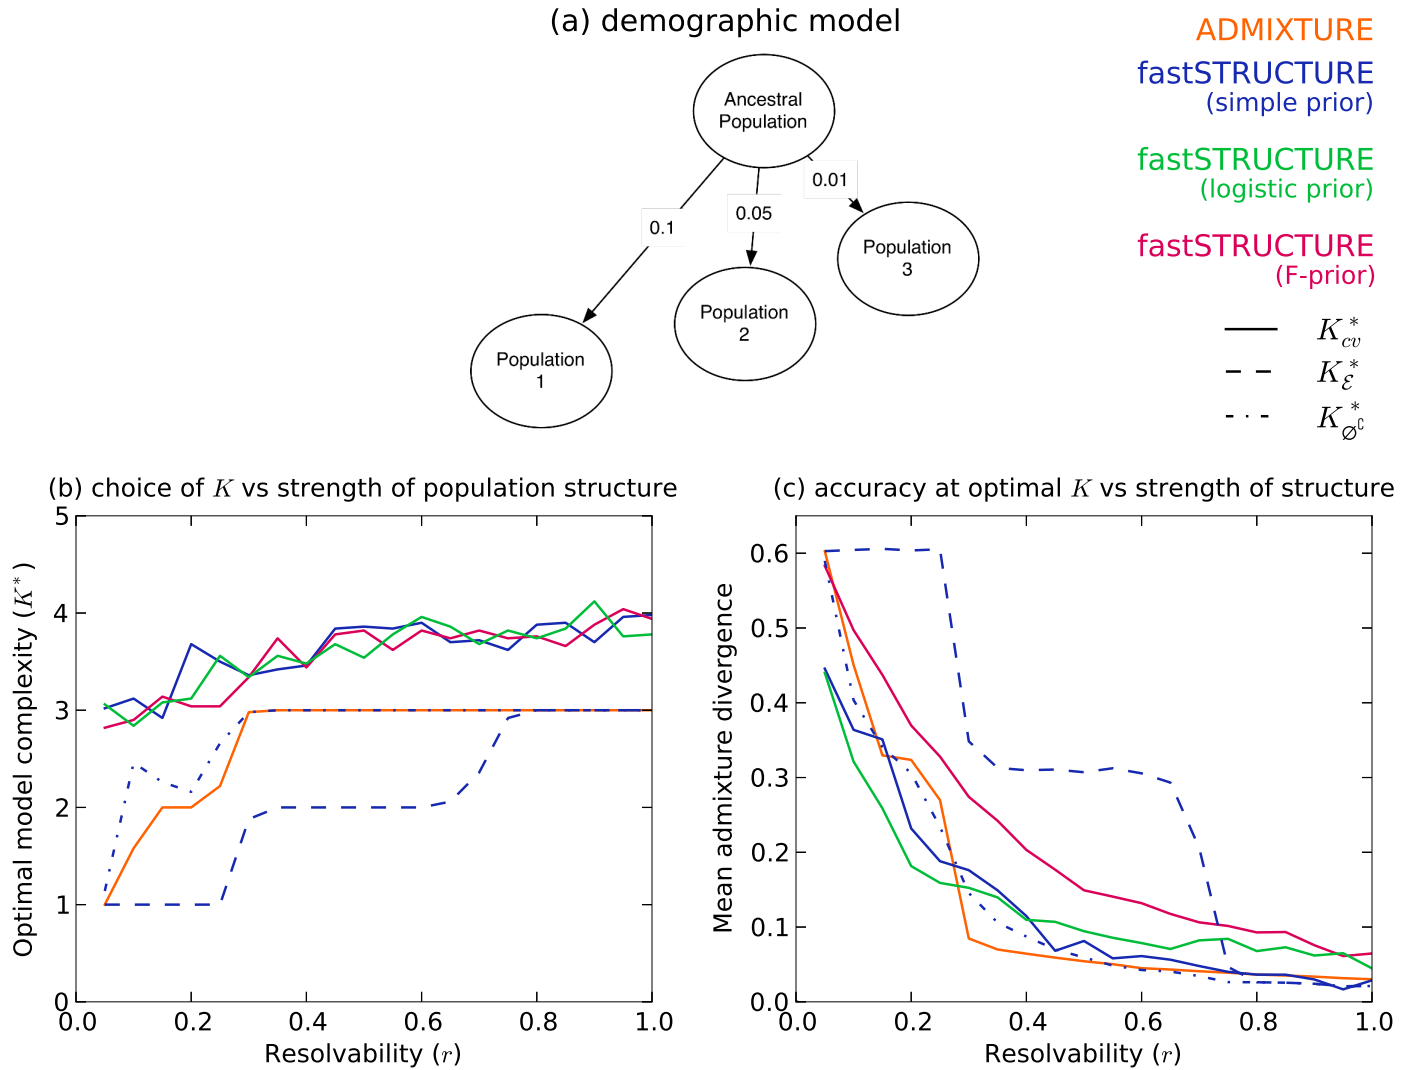 (a) demographic model
Ancestral
Population
0.1
0.05
0.01
Population
1
Population
2
Population
3
ADMIXTURE
fastSTRUCTURE
(simple prior)
fastSTRUCTURE
(logistic prior)
fastSTRUCTURE
(F-prior)
K*cv
K*ℰ
K*∅∁
(b) choice of K vs strength of population structure
Optimal model complexity (K*)
5
4
3
2
1
0
0.0 0.2 0.4 0.6 0.8 1.0
Resolvability (r)
(c) accuracy at optimal K vs strength of structure
Mean admixture divergence
0.6
0.5
0.4
0.3
0.2
0.1
0.0
0.0 0.2 0.4 0.6 0.8 1.0
Resolvability (r)